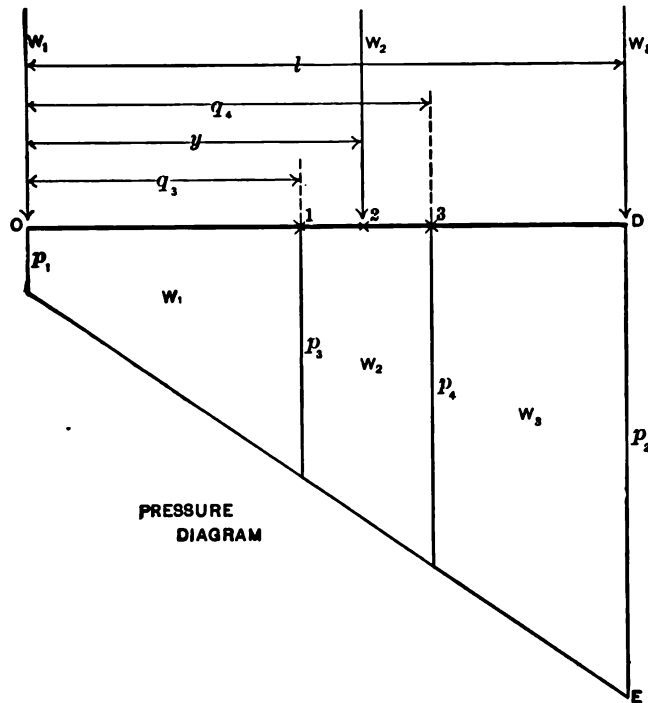 W₁ W₂ W₃
l
q₄
y
q₃
O 1 2 3 D
p₁
W₁
p₃
W₂
p₄
W₃
p₂
PRESSURE
DIAGRAM
E